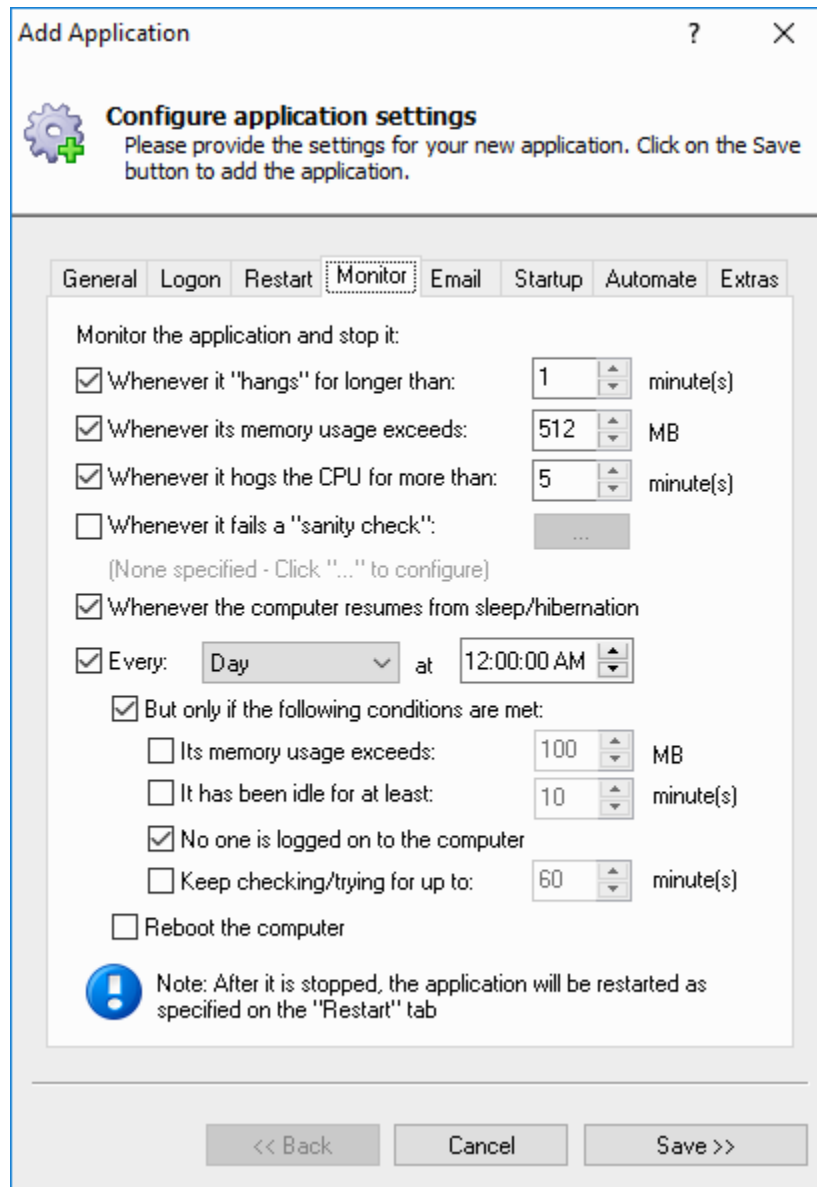 Add Application ?
Configure application settings
Please provide the settings for your new application. Click on the Save
button to add the application.
General Logon Restart Monitor Email Startup Automate Extras
Monitor the application and stop it:
Whenever it "hangs" for longer than: 1 minute(s)
Whenever its memory usage exceeds: 512 MB
Whenever it hogs the CPU for more than: 5 minute(s)
Whenever it fails a "sanity check": ...
(None specified - Click "..." to configure)
Whenever the computer resumes from sleep/hibernation
Every: Day at 12:00:00 AM
But only if the following conditions are met:
Its memory usage exceeds: 100 MB
It has been idle for at least: 10 minute(s)
No one is logged on to the computer
Keep checking/trying for up to: 60 minute(s)
Reboot the computer
Note: After it is stopped, the application will be restarted as
specified on the "Restart" tab
<< Back Cancel Save >>